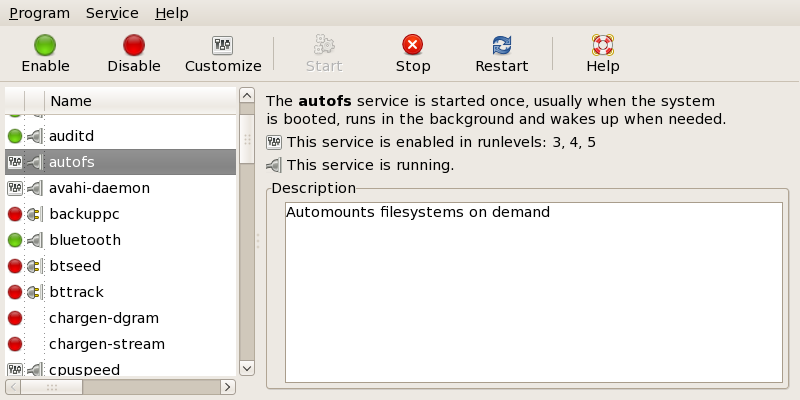 Program Service Help
Enable Disable Customize Start Stop Restart Help
Name
auditd
autofs
avahi-daemon
backuppc
bluetooth
btseed
bttrack
chargen-dgram
chargen-stream
cpuspeed
The autofs service is started once, usually when the system
is booted, runs in the background and wakes up when needed.
This service is enabled in runlevels: 3, 4, 5
This service is running.
Description
Automounts filesystems on demand